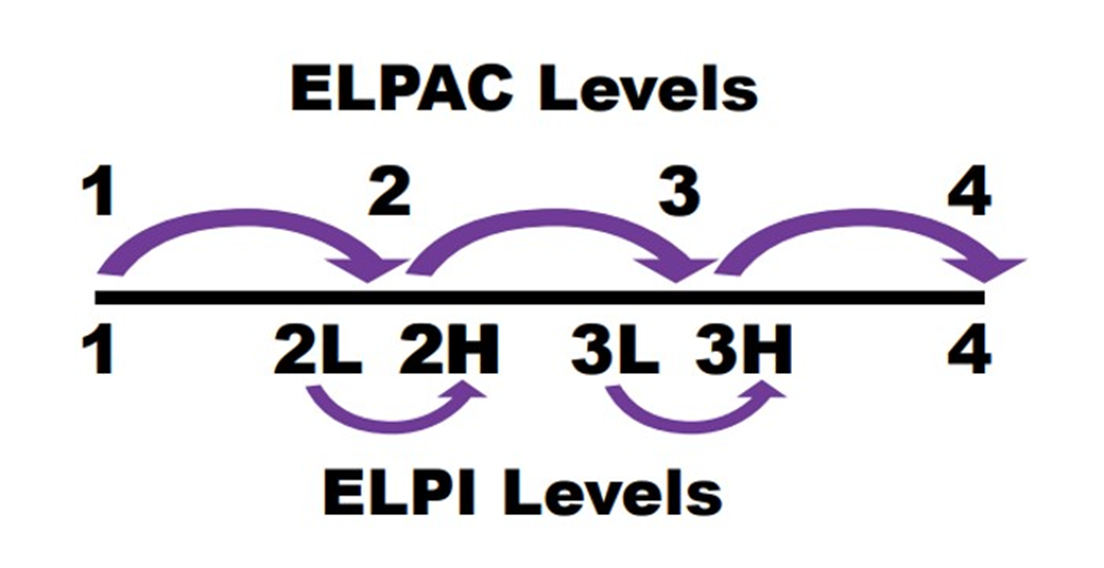 ELPAC Levels
1 2 3 4
1 2L 2H 3L 3H 4
ELPI Levels